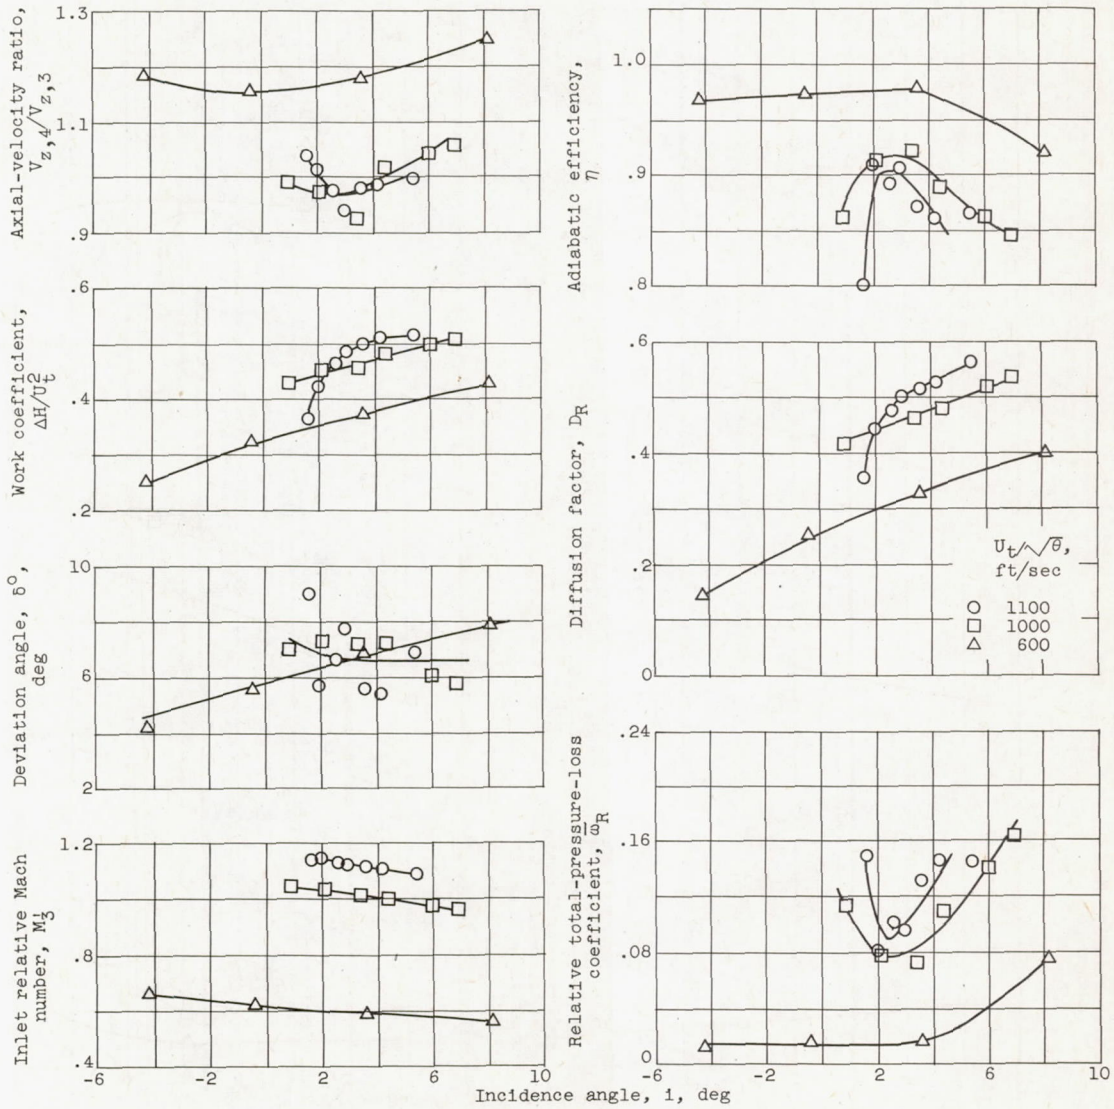 Axial-velocity ratio,
V_z,4/V_z,3
1.3
1.1
.9
Work coefficient,
ΔH/U_t^2
.6
.4
.2
Deviation angle, δ°,
deg
10
6
2
Inlet relative Mach
number, M'_3
1.2
.8
.4
-6 -2 2 6 10
Adiabatic efficiency,
η
1.0
.9
.8
Diffusion factor, D_R
.6
.4
.2
0
U_t/√θ,
ft/sec
1100
1000
600
Relative total-pressure-loss
coefficient, ω̄_R
.24
.16
.08
0
-6 -2 2 6 10
Incidence angle, i, deg